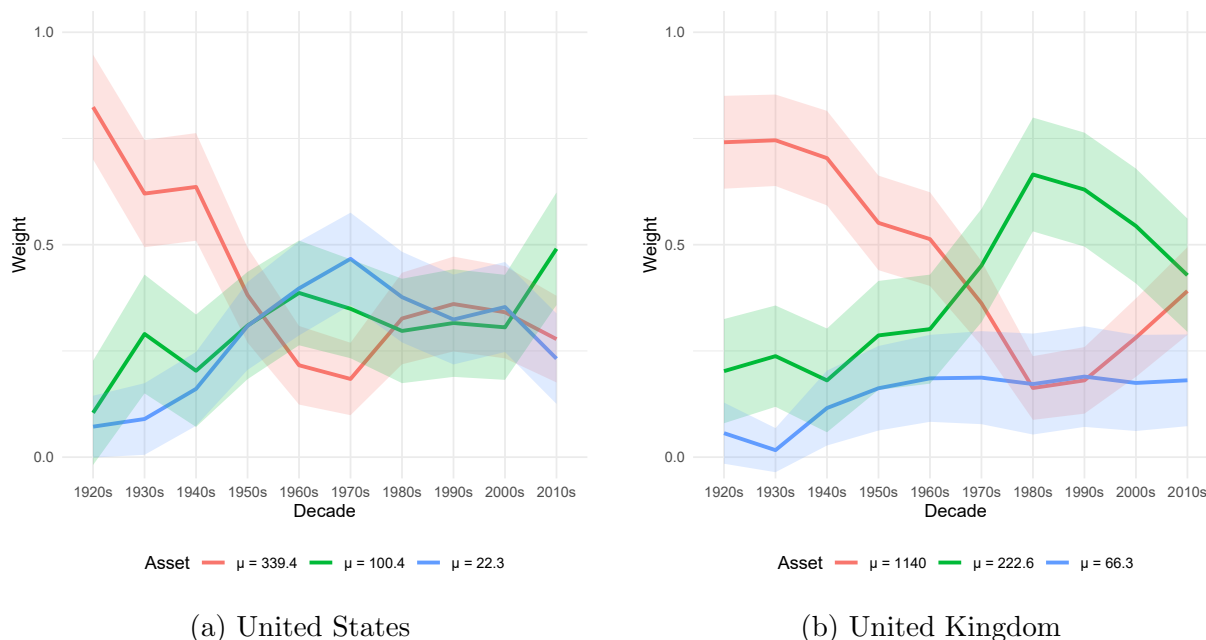 1.0
0.5
0.0
Weight
1920s 1930s 1940s 1950s 1960s 1970s 1980s 1990s 2000s 2010s
Decade
Asset μ = 339.4 μ = 100.4 μ = 22.3
(a) United States
1.0
0.5
0.0
Weight
1920s 1930s 1940s 1950s 1960s 1970s 1980s 1990s 2000s 2010s
Decade
Asset μ = 1140 μ = 222.6 μ = 66.3
(b) United Kingdom